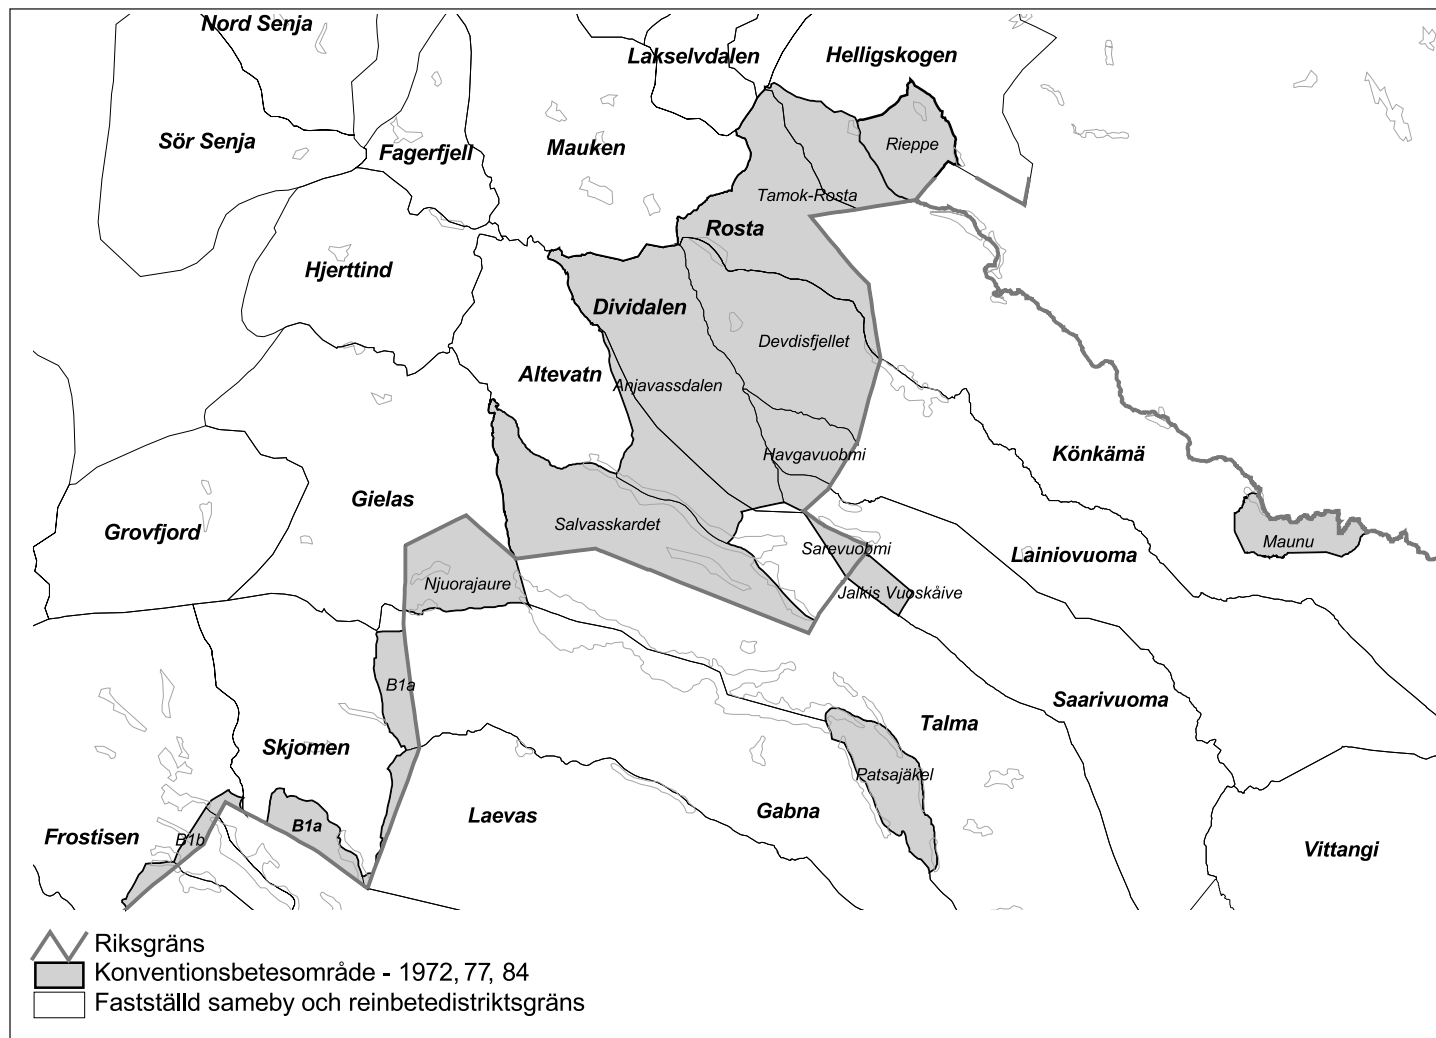 Nord Senja
Lakselvdalen
Helligskogen
Sör Senja
Fagerfjell
Mauken
Rieppe
Tamok-Rosta
Rosta
Hjerttind
Dividalen
Devdisfjellet
Altevatn
Anjavassdalen
Havgavuobmi
Könkämä
Gielas
Grovfjord
Salvasskardet
Sarevuobmi
Lainiovuoma
Maunu
Njuorajaure
Jalkis Vuoskåive
B1a
Saarivuoma
Talma
Skjomen
Patsajäkel
Laevas
Gabna
Frostisen
B1b
B1a
Vittangi
Riksgräns
Konventionsbetesområde - 1972, 77, 84
Fastställd sameby och reinbetedistriktsgräns